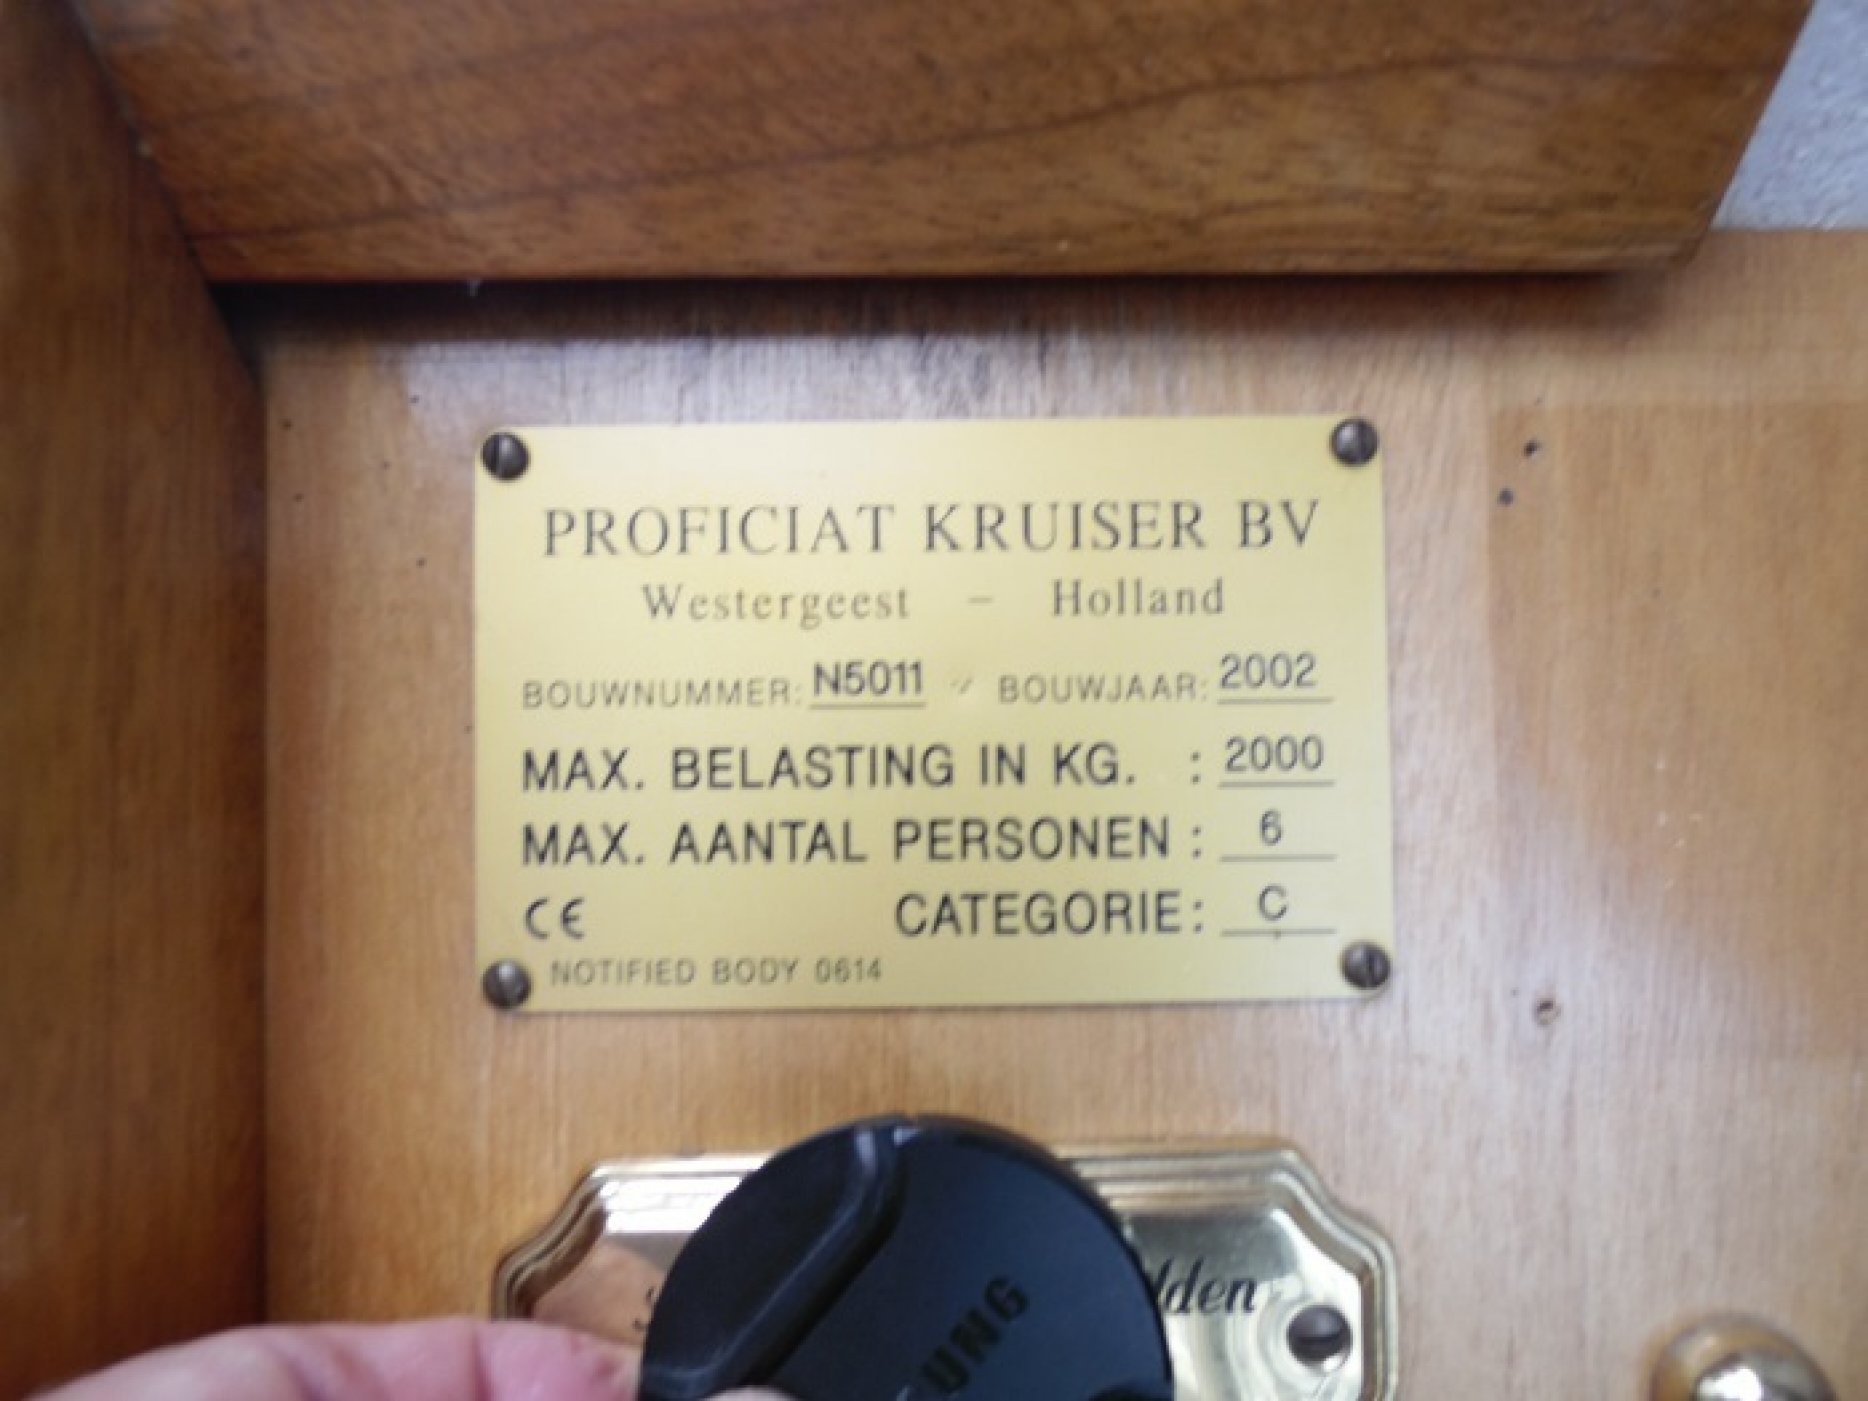 PROFICIAT KRUISER BV
Westergeest - Holland
BOUWNUMMER: N5011 BOUWJAAR: 2002
MAX. BELASTING IN KG. : 2000
MAX. AANTAL PERSONEN : 6
CE CATEGORIE: C
NOTIFIED BODY 0614